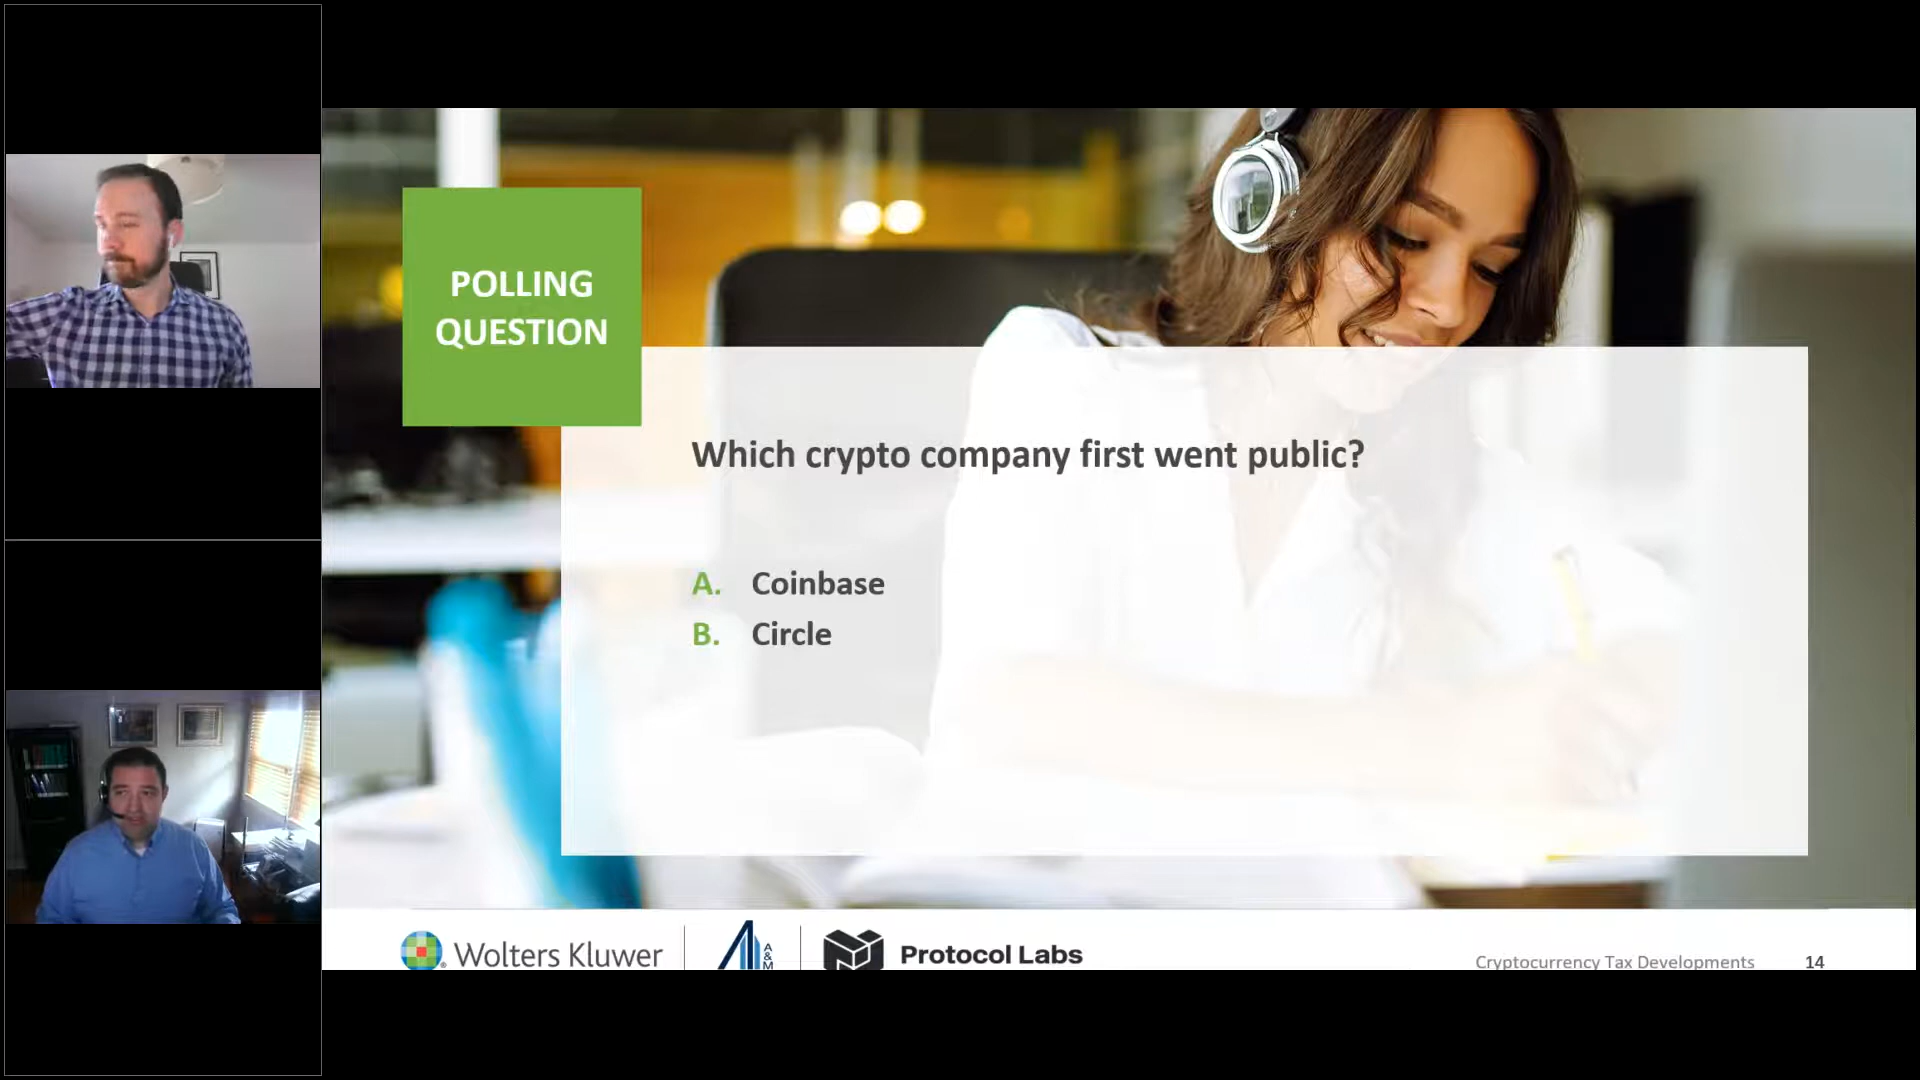 POLLING
QUESTION
Which crypto company first went public?
A. Coinbase
B. Circle
Wolters Kluwer
A&M
Protocol Labs
Cryptocurrency Tax Developments 14